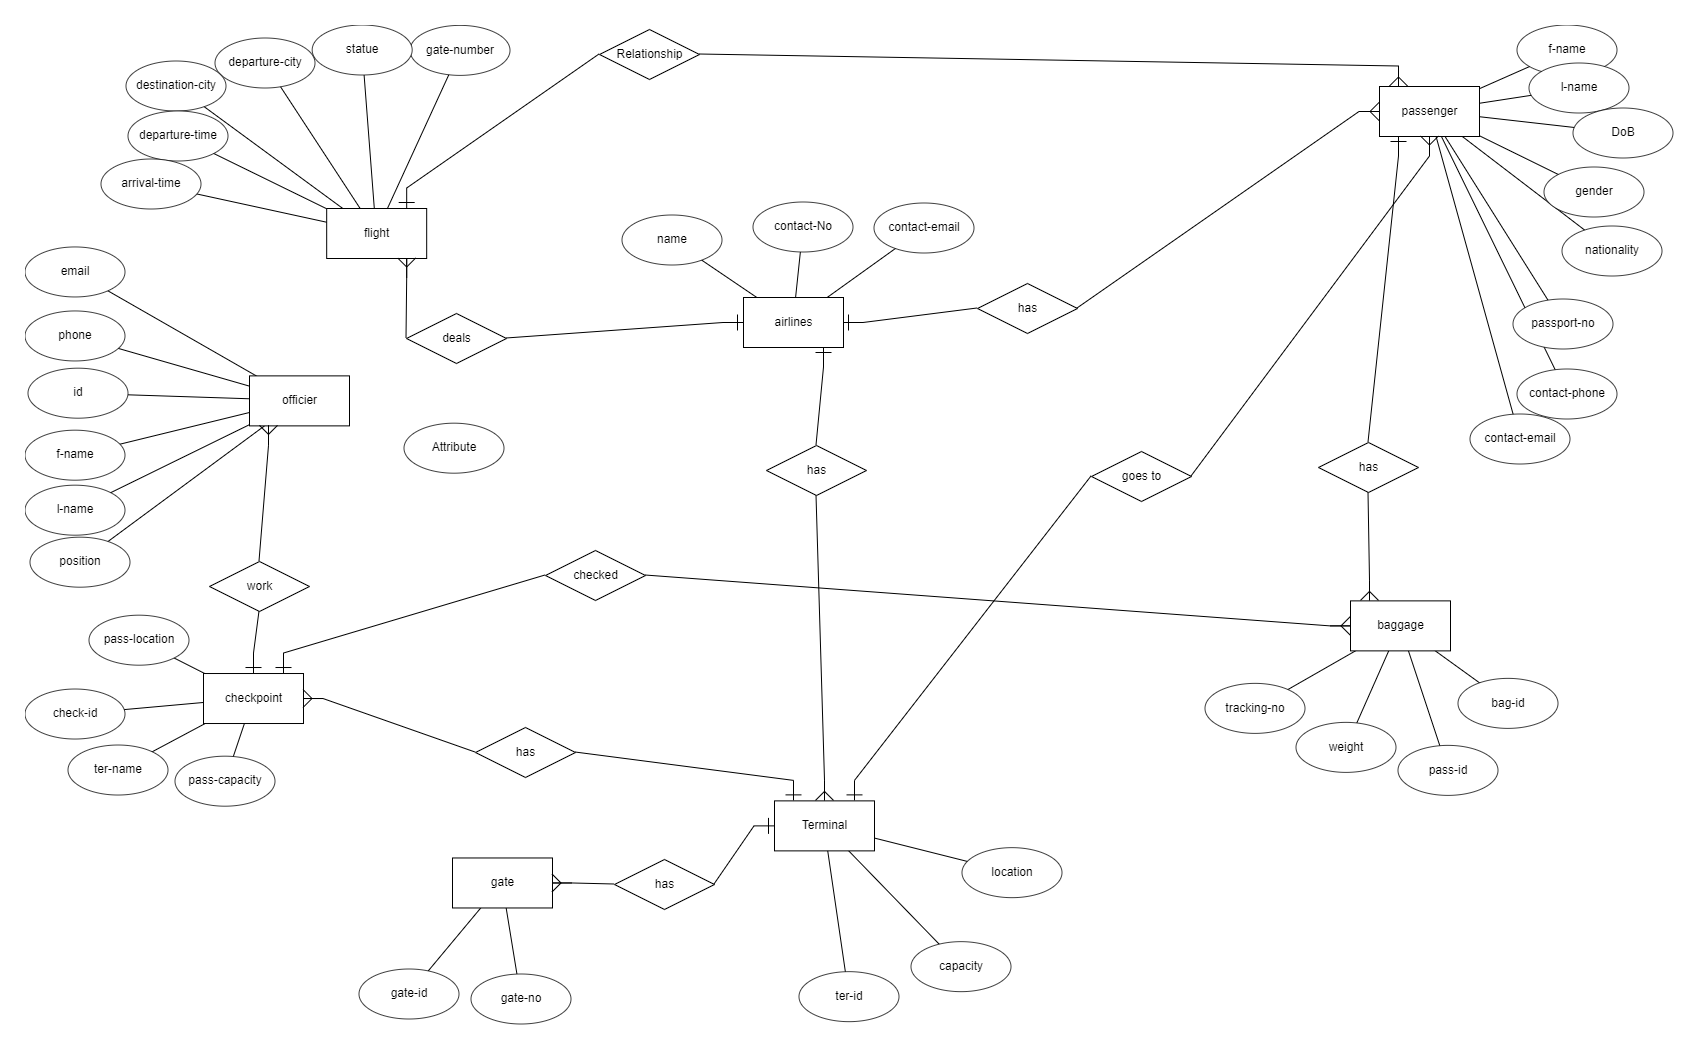 statue
gate-number
f-name
Relationship
departure-city
destination-city
l-name
passenger
DoB
departure-time
arrival-time
gender
flight
name
contact-No
contact-email
nationality
email
has
airlines
passport-no
phone
deals
id
officier
contact-phone
contact-email
Attribute
f-name
has
has
goes to
l-name
position
checked
work
baggage
pass-location
checkpoint
bag-id
tracking-no
check-id
weight
has
ter-name
pass-capacity
pass-id
Terminal
location
gate
has
capacity
gate-id
gate-no
ter-id